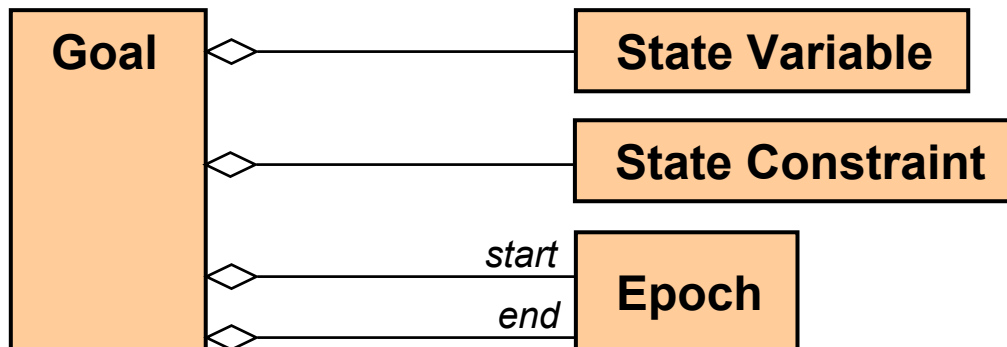 Goal
State Variable
State Constraint
start
Epoch
end